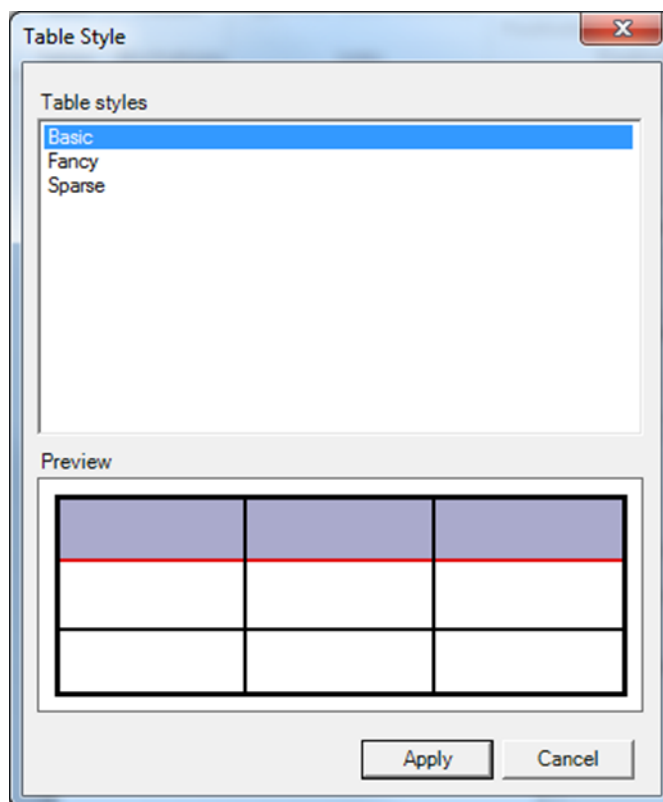 Table Style
Table styles
Basic
Fancy
Sparse
Preview
Apply Cancel